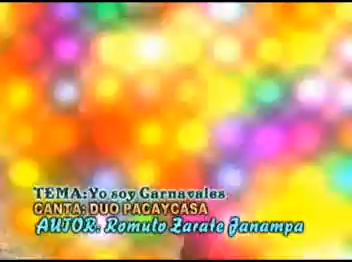 TEMA: Yo soy Carnavales
CANTA: DUO PACAYCASA
AUTOR: Romulo Zarate Janampa